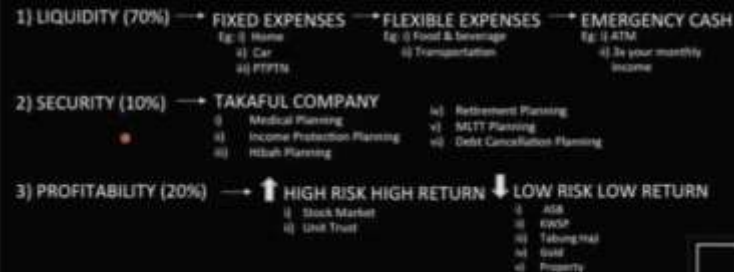 1) LIQUIDITY (70%) → FIXED EXPENSES → FLEXIBLE EXPENSES → EMERGENCY CASH
Eg: i) Home
ii) Car
iii) PTPTN
Eg: i) Food & beverage
ii) Transportation
Eg: i) ATM
ii) 3x your monthly
income
2) SECURITY (10%) → TAKAFUL COMPANY
i) Medical Planning
ii) Income Protection Planning
iii) Hibah Planning
iv) Retirement Planning
v) MLTT Planning
vi) Debt Cancellation Planning
3) PROFITABILITY (20%) → HIGH RISK HIGH RETURN
i) Stock Market
ii) Unit Trust
LOW RISK LOW RETURN
i) ASB
ii) KWSP
iii) Tabung Haji
iv) Gold
v) Property